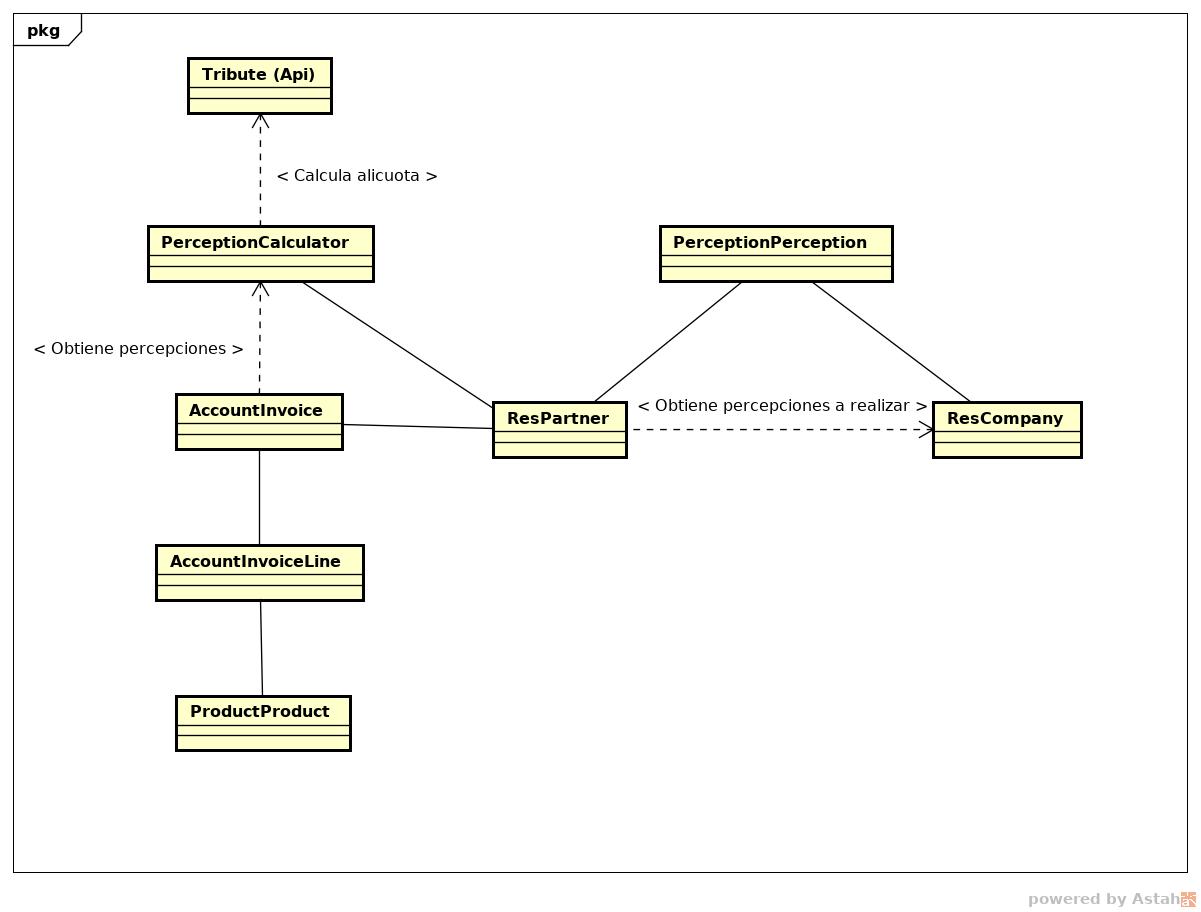 pkg
Tribute (Api)
< Calcula alicuota >
PerceptionCalculator
PerceptionPerception
< Obtiene percepciones >
AccountInvoice
ResPartner
< Obtiene percepciones a realizar >
ResCompany
AccountInvoiceLine
ProductProduct
powered by Astah